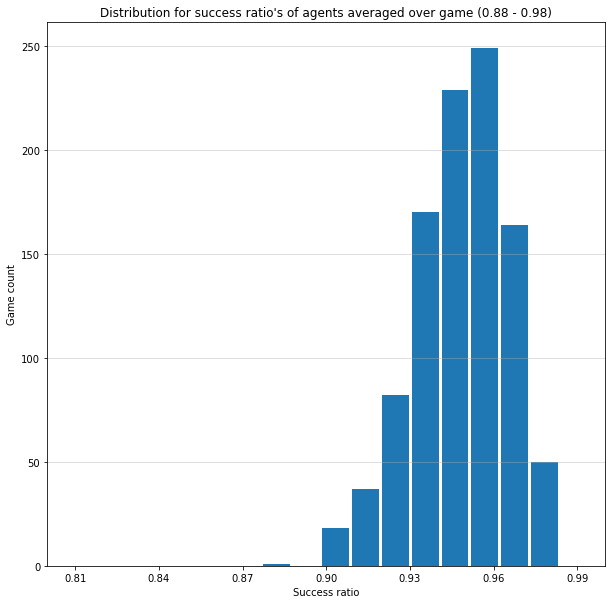 Distribution for success ratio's of agents averaged over game (0.88 - 0.98)
250
200
150
100
50
0
Game count
0.81 0.84 0.87 0.90 0.93 0.96 0.99
Success ratio